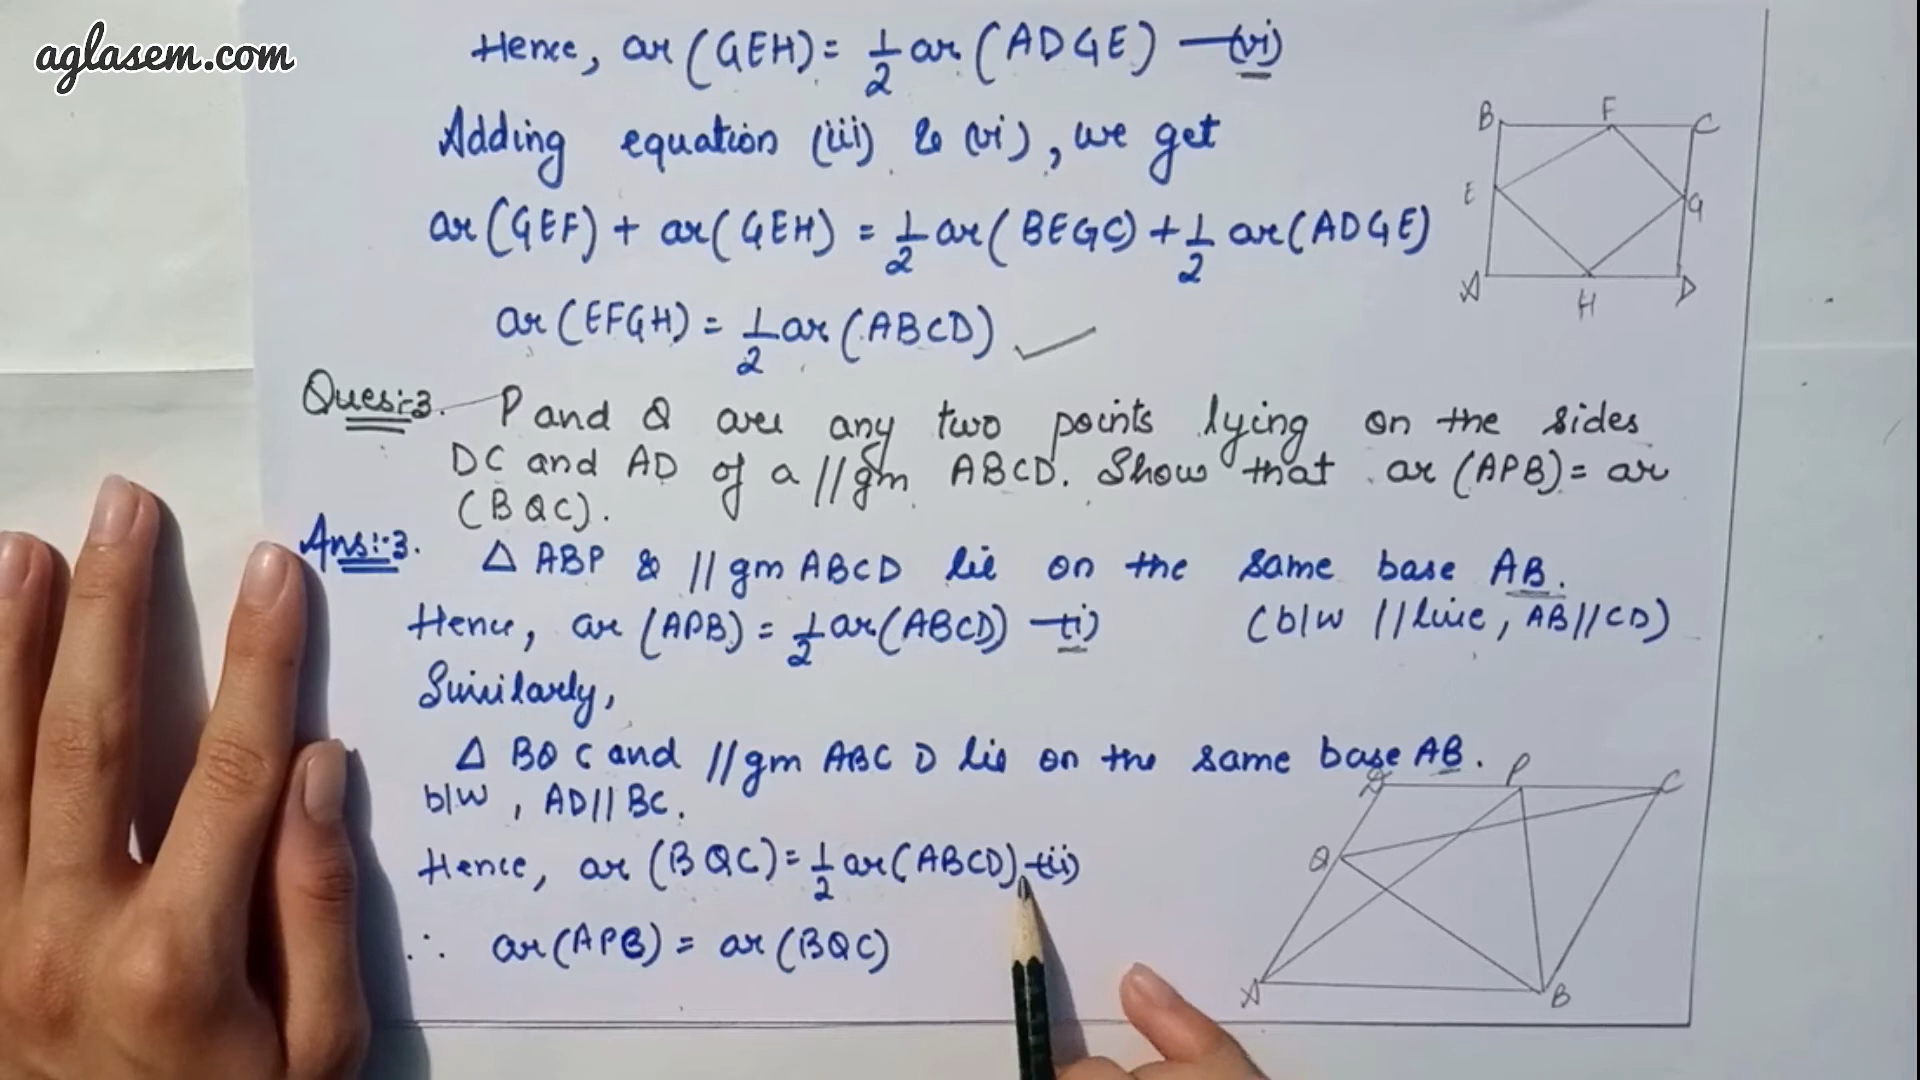 aglasem.com
Hence, ar (GEH) = 1/2 ar (ADGE) —(vi)
Adding equation (iii) & (vi), we get
ar (GEF) + ar (GEH) = 1/2 ar (BEGC) + 1/2 ar (ADGE)
ar (EFGH) = 1/2 ar (ABCD) ✓
B F C
E G
A H D
Ques:-3. P and Q are any two points lying on the sides
DC and AD of a //gm ABCD. Show that ar (APB) = ar
(BQC).
Ans:-3. △ ABP & //gm ABCD lie on the same base AB.
Hence, ar (APB) = 1/2 ar (ABCD) —(i) (b/w //line, AB//CD)
Similarly,
△ BQC and //gm ABCD lie on the same base AB.
b/w, AD//BC.
Hence, ar (BQC) = 1/2 ar (ABCD) —(ii)
∴ ar (APB) = ar (BQC)
D P C
Q
A B